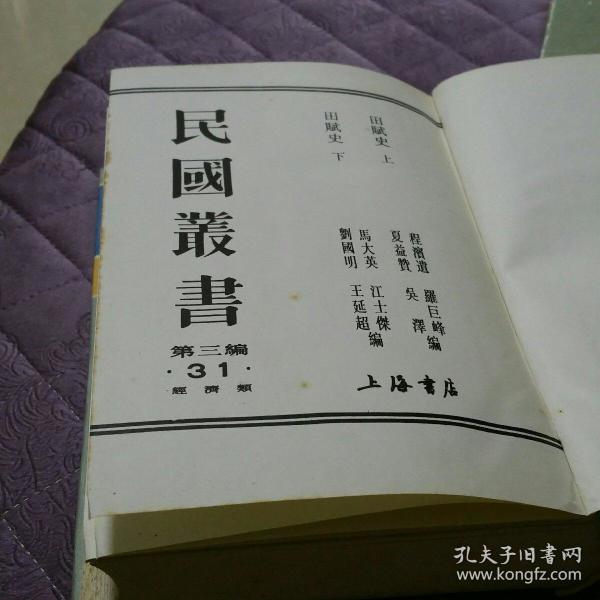 民國叢書
第三編
·31·
經濟類
田賦史 上
田賦史 下
程濱遺 羅巨峰編
夏益贊 吳澤
馬大英 江士傑編
劉國明 王延超
上海書店
孔夫子旧书网
www.kongfz.com